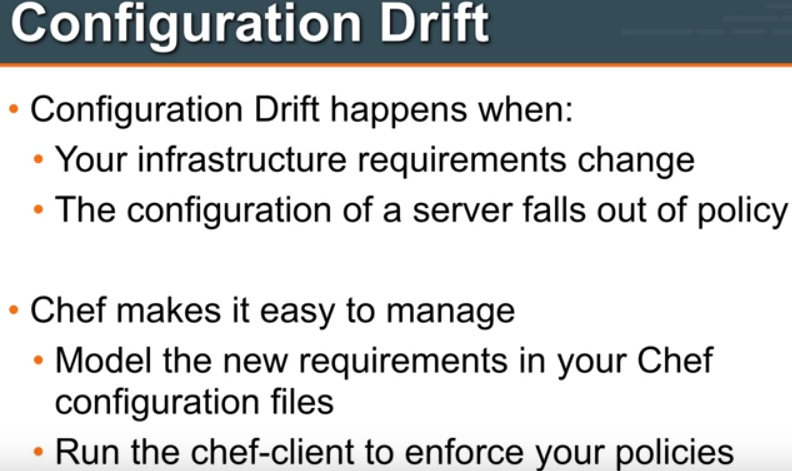 Configuration Drift
• Configuration Drift happens when:
• Your infrastructure requirements change
• The configuration of a server falls out of policy
• Chef makes it easy to manage
• Model the new requirements in your Chef
configuration files
• Run the chef-client to enforce your policies